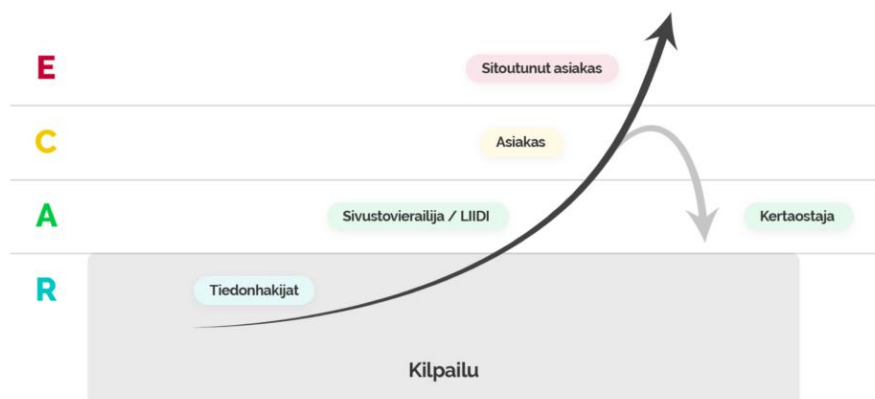 E
Sitoutunut asiakas
C
Asiakas
A
Sivustovierailija / LIIDI
Kertaostaja
R
Tiedonhakijat
Kilpailu